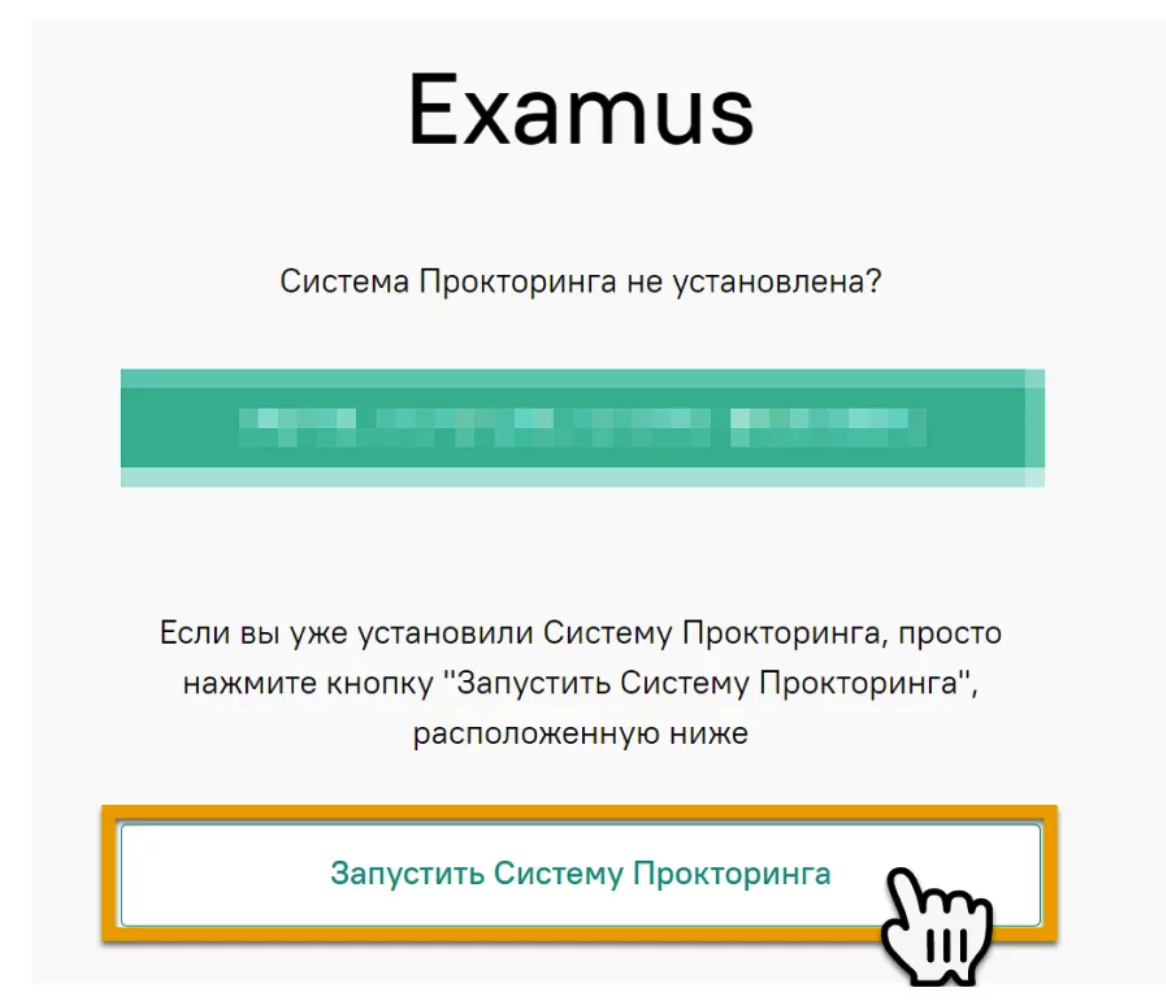 Examus
Система Прокторинга не установлена?
Если вы уже установили Систему Прокторинга, просто
нажмите кнопку "Запустить Систему Прокторинга",
расположенную ниже
Запустить Систему Прокторинга